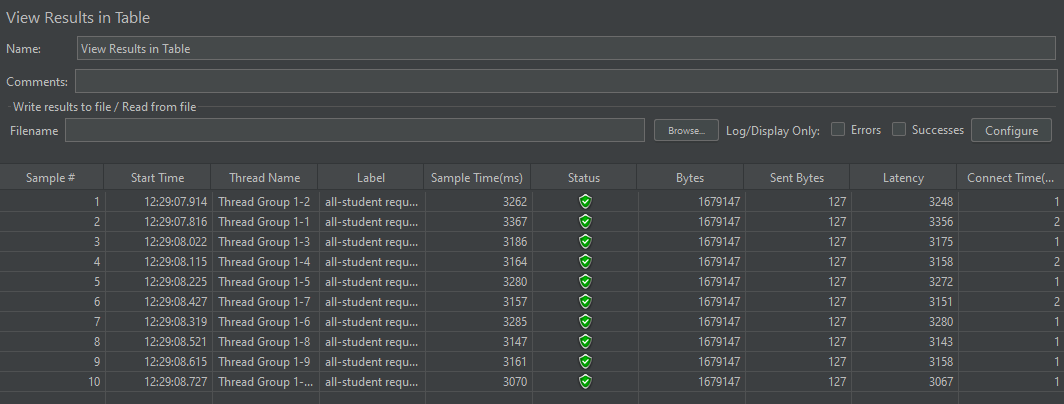 View Results in Table
Name: View Results in Table
Comments:
Write results to file / Read from file
Filename Browse... Log/Display Only: Errors Successes Configure
Sample # Start Time Thread Name Label Sample Time(ms) Status Bytes Sent Bytes Latency Connect Time(...
1 12:29:07.914 Thread Group 1-2 all-student requ... 3262 1679147 127 3248 1
2 12:29:07.816 Thread Group 1-1 all-student requ... 3367 1679147 127 3356 2
3 12:29:08.022 Thread Group 1-3 all-student requ... 3186 1679147 127 3175 1
4 12:29:08.115 Thread Group 1-4 all-student requ... 3164 1679147 127 3158 2
5 12:29:08.225 Thread Group 1-5 all-student requ... 3280 1679147 127 3272 1
6 12:29:08.427 Thread Group 1-7 all-student requ... 3157 1679147 127 3151 2
7 12:29:08.319 Thread Group 1-6 all-student requ... 3285 1679147 127 3280 1
8 12:29:08.521 Thread Group 1-8 all-student requ... 3147 1679147 127 3143 1
9 12:29:08.615 Thread Group 1-9 all-student requ... 3161 1679147 127 3158 1
10 12:29:08.727 Thread Group 1-... all-student requ... 3070 1679147 127 3067 1